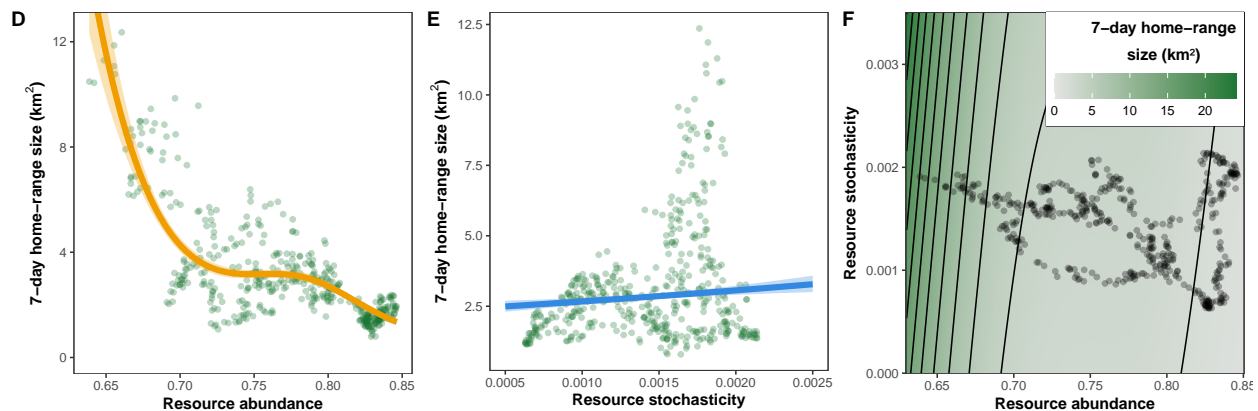 D
12
8
4
0
7−day home−range size (km²)
0.65 0.70 0.75 0.80 0.85
Resource abundance
E
12.5
10.0
7.5
5.0
2.5
7−day home−range size (km²)
0.0005 0.0010 0.0015 0.0020 0.0025
Resource stochasticity
F
7−day home−range
size (km²)
0 5 10 15 20
0.003
0.002
0.001
0.000
Resource stochasticity
0.65 0.70 0.75 0.80 0.85
Resource abundance